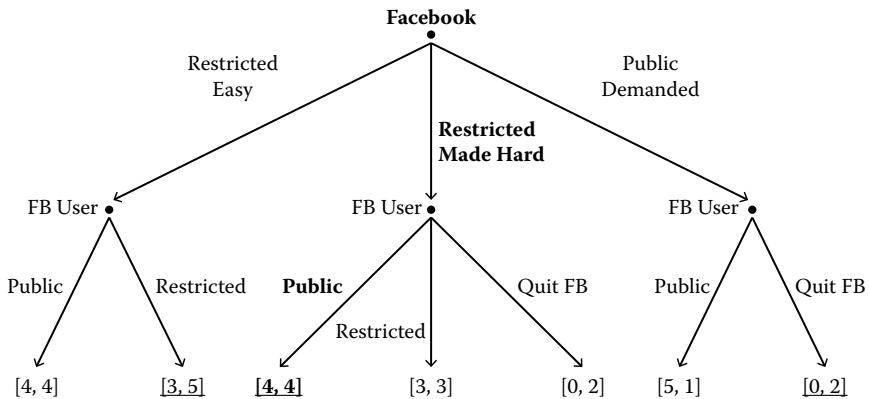 Facebook
Restricted
Easy
Public
Demanded
Restricted
Made Hard
FB User
FB User
FB User
Public
Restricted
Public
Restricted
Quit FB
Public
Quit FB
[4, 4]
[3, 5]
[4, 4]
[3, 3]
[0, 2]
[5, 1]
[0, 2]